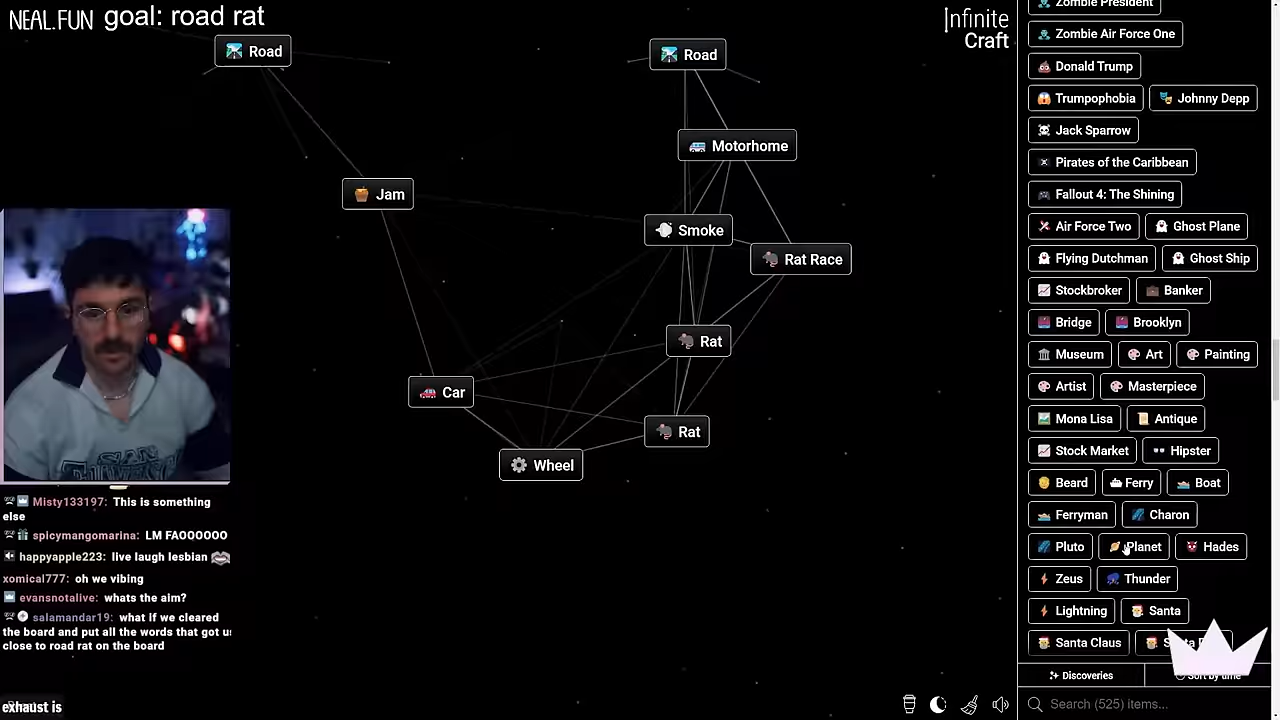 NEAL.FUN goal: road rat
Infinite
Craft
Road
Road
Motorhome
Jam
Smoke
Rat Race
Rat
Car
Rat
Wheel
Zombie President
Zombie Air Force One
Donald Trump
Trumpophobia Johnny Depp
Jack Sparrow
Pirates of the Caribbean
Fallout 4: The Shining
Air Force Two Ghost Plane
Flying Dutchman Ghost Ship
Stockbroker Banker
Bridge Brooklyn
Museum Art Painting
Artist Masterpiece
Mona Lisa Antique
Stock Market Hipster
Beard Ferry Boat
Ferryman Charon
Pluto Planet Hades
Zeus Thunder
Lightning Santa
Santa Claus
Discoveries Sort by time
Search (525) items...
Misty133197: This is something
else
spicymangomarina: LM FAOOOOOO
happyapple223: live laugh lesbian
xomical777: oh we vibing
evansnotalive: whats the aim?
salamandar19: what if we cleared
the board and put all the words that got us
close to road rat on the board
exhaust is